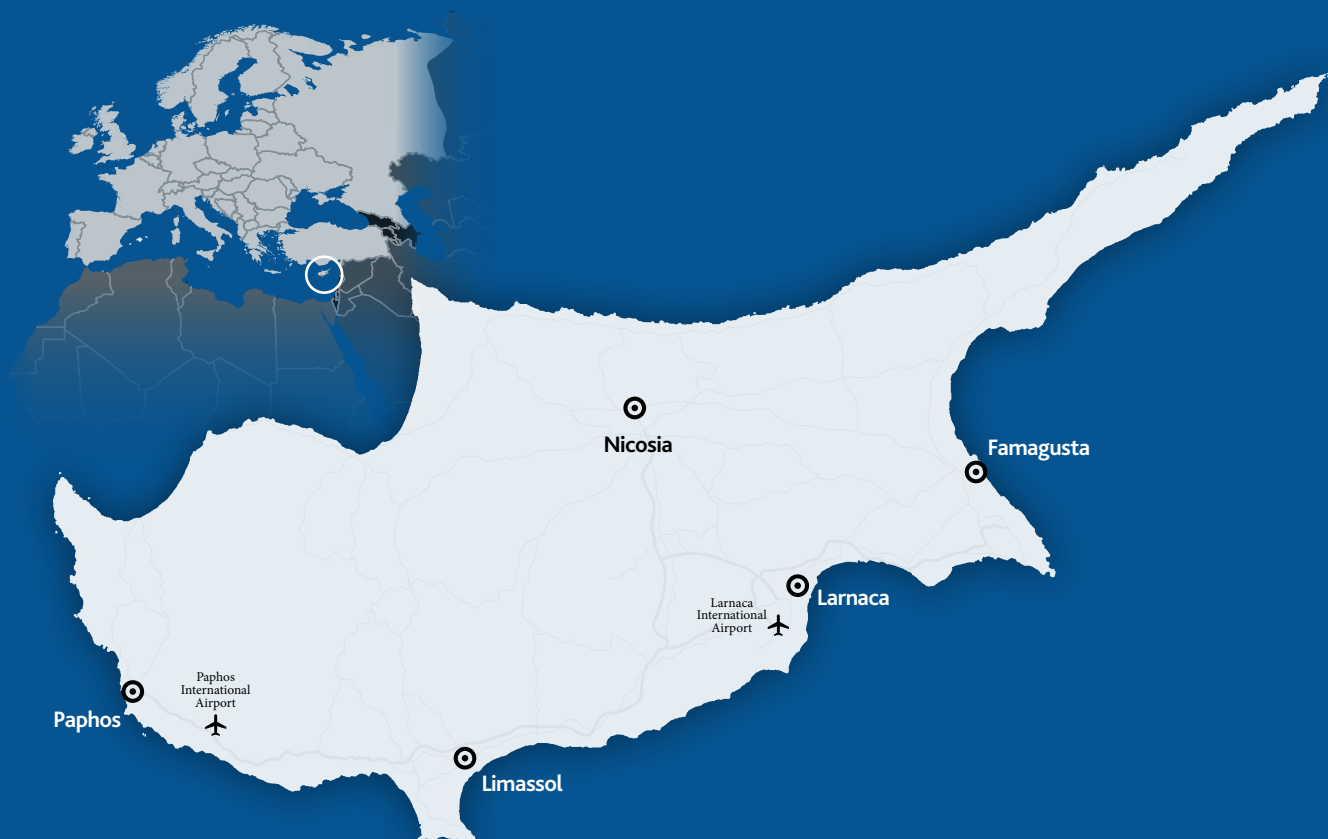 Nicosia
Famagusta
Larnaca
International
Airport
Larnaca
Paphos
International
Airport
Paphos
Limassol